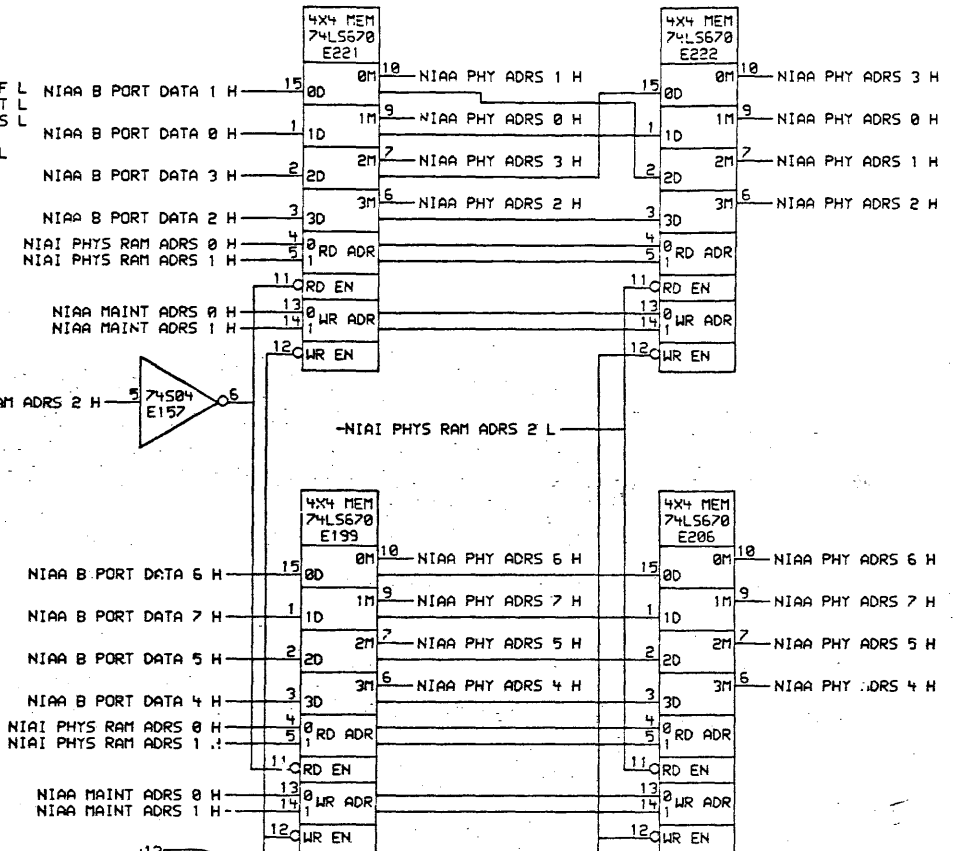 4X4 MEM
74LS670
E221
4X4 MEM
74LS670
E222
F L
T L
S L
L
NIAA B PORT DATA 1 H
15
0D
0M
10
NIAA PHY ADRS 1 H
15
0D
0M
10
NIAA PHY ADRS 3 H
NIAA B PORT DATA 0 H
1
1D
1M
9
NIAA PHY ADRS 0 H
1
1D
1M
9
NIAA PHY ADRS 0 H
NIAA B PORT DATA 3 H
2
2D
2M
7
NIAA PHY ADRS 3 H
2
2D
2M
7
NIAA PHY ADRS 1 H
NIAA B PORT DATA 2 H
3
3D
3M
6
NIAA PHY ADRS 2 H
3
3D
3M
6
NIAA PHY ADRS 2 H
NIAI PHYS RAM ADRS 0 H
4
0
RD ADR
4
0
RD ADR
NIAI PHYS RAM ADRS 1 H
5
1
5
1
11
RD EN
11
RD EN
NIAA MAINT ADRS 0 H
13
0
WR ADR
13
0
WR ADR
NIAA MAINT ADRS 1 H
14
1
14
1
12
WR EN
12
WR EN
AM ADRS 2 H
5
74S04
E157
6
NIAI PHYS RAM ADRS 2 L
4X4 MEM
74LS670
E199
4X4 MEM
74LS670
E206
NIAA B PORT DATA 6 H
15
0D
0M
10
NIAA PHY ADRS 6 H
15
0D
0M
10
NIAA PHY ADRS 6 H
NIAA B PORT DATA 7 H
1
1D
1M
9
NIAA PHY ADRS 7 H
1
1D
1M
9
NIAA PHY ADRS 7 H
NIAA B PORT DATA 5 H
2
2D
2M
7
NIAA PHY ADRS 5 H
2
2D
2M
7
NIAA PHY ADRS 5 H
NIAA B PORT DATA 4 H
3
3D
3M
6
NIAA PHY ADRS 4 H
3
3D
3M
6
NIAA PHY ADRS 4 H
NIAI PHYS RAM ADRS 0 H
4
0
RD ADR
4
0
RD ADR
NIAI PHYS RAM ADRS 1
5
1
5
1
11
RD EN
11
RD EN
NIAA MAINT ADRS 0 H
13
0
WR ADR
13
0
WR ADR
NIAA MAINT ADRS 1 H
14
1
14
1
12
WR EN
12
WR EN
12